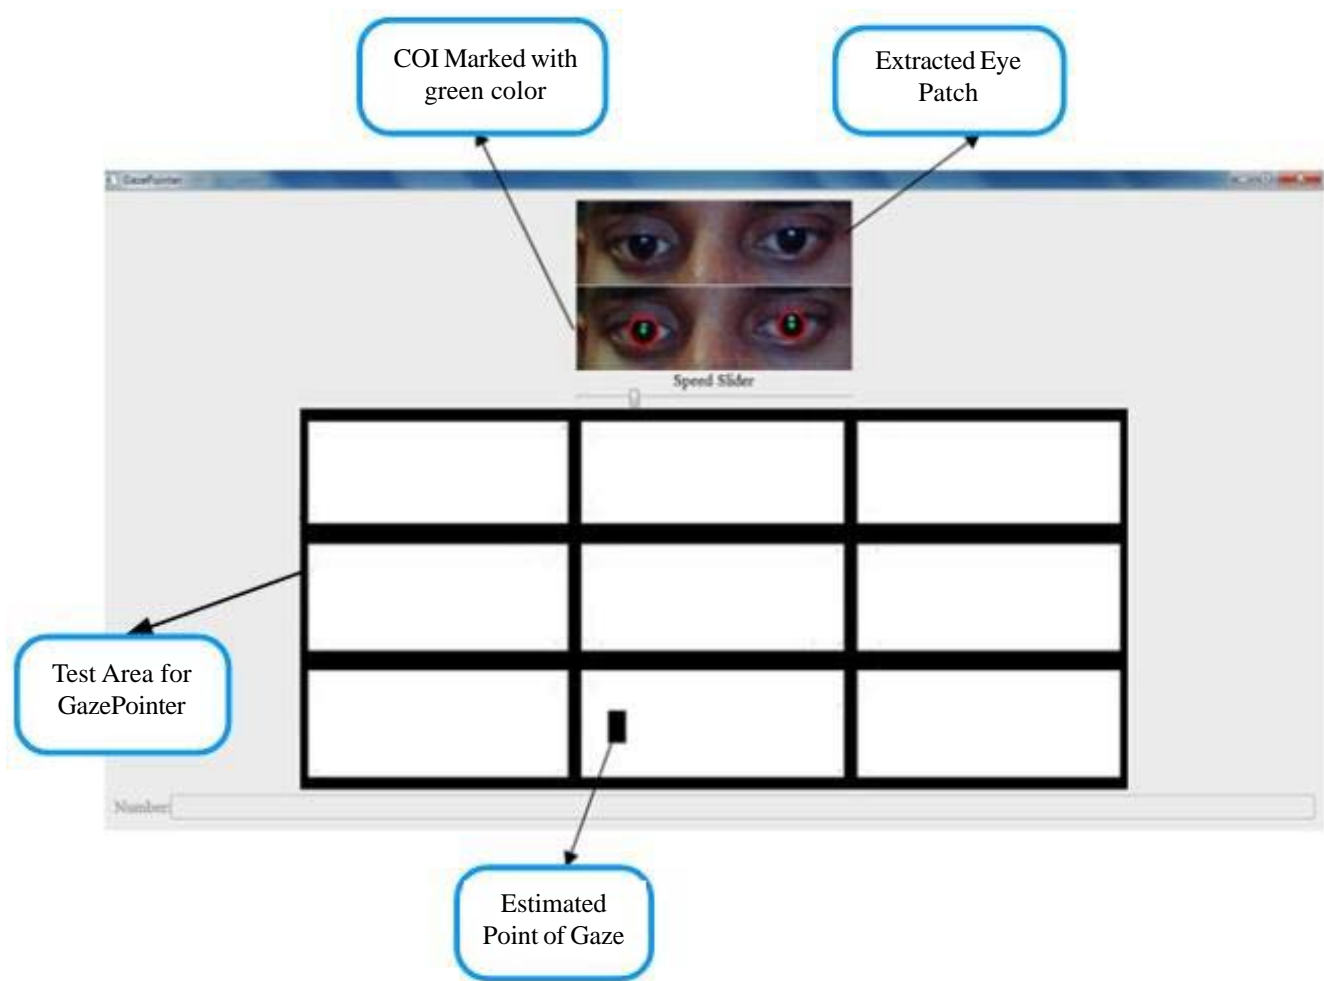 COI Marked with
green color
Extracted Eye
Patch
GazePointer
Speed Slider
Test Area for
GazePointer
Number:
Estimated
Point of Gaze